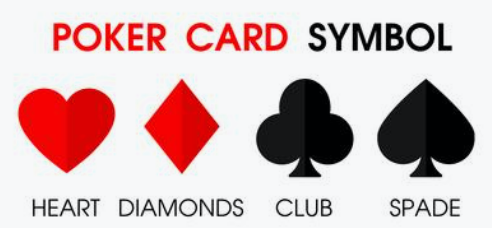 POKER CARD SYMBOL
HEART DIAMONDS CLUB SPADE